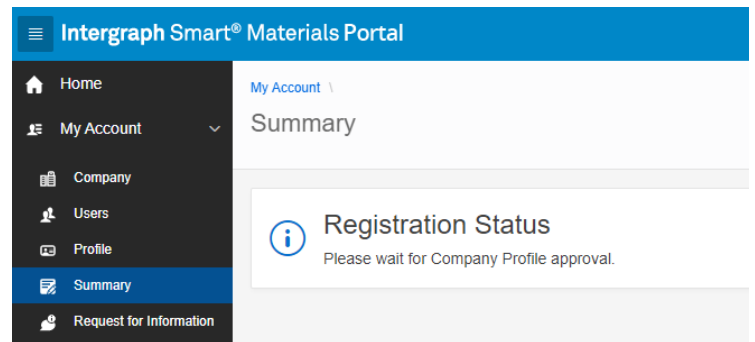 Intergraph Smart® Materials Portal
Home
My Account
Company
Users
Profile
Summary
Request for Information
My Account \
Summary
Registration Status
Please wait for Company Profile approval.